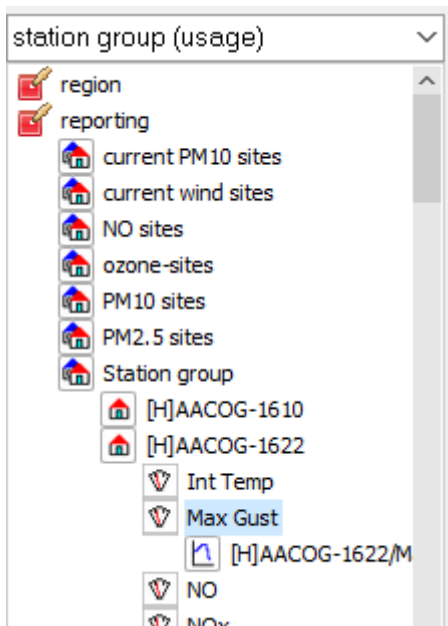 station group (usage)
region
reporting
current PM10 sites
current wind sites
NO sites
ozone-sites
PM10 sites
PM2.5 sites
Station group
[H]AACOG-1610
[H]AACOG-1622
Int Temp
Max Gust
[H]AACOG-1622/M
NO
NOx